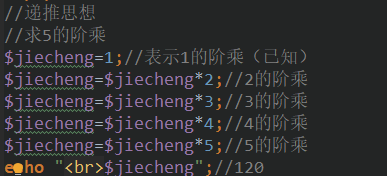 //递推思想
//求5的阶乘
$jiecheng=1;//表示1的阶乘（已知）
$jiecheng=$jiecheng*2;//2的阶乘
$jiecheng=$jiecheng*3;//3的阶乘
$jiecheng=$jiecheng*4;//4的阶乘
$jiecheng=$jiecheng*5;//5的阶乘
echo "<br>$jiecheng";//120